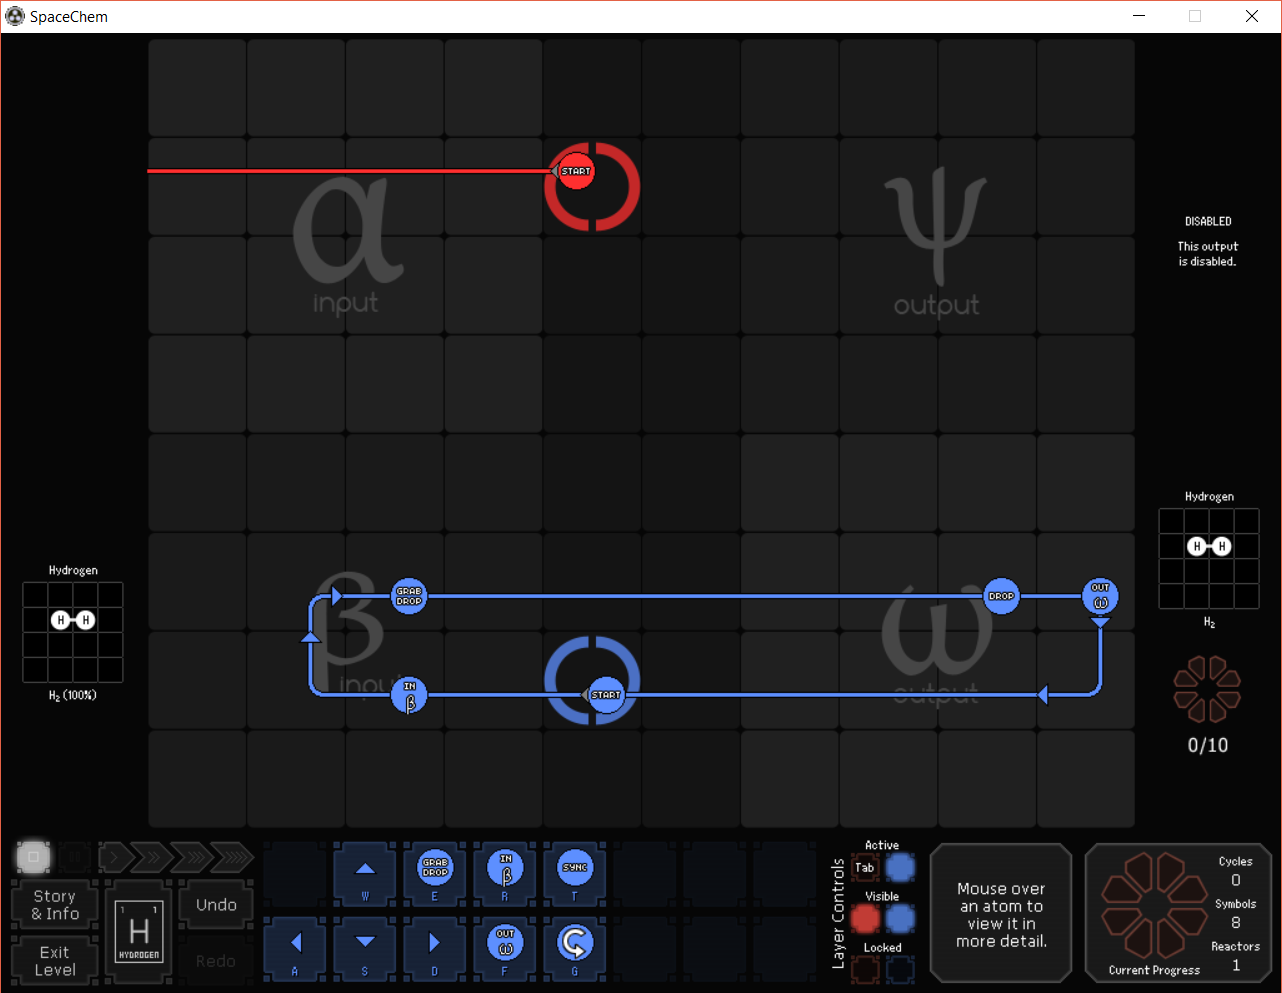 SpaceChem
START
α
input
ψ
output
DISABLED
This output
is disabled.
Hydrogen
H H
H₂
Hydrogen
H H
H₂ (100%)
GRAB
DROP
DROP
OUT
ω
β
input
ω
output
IN
β
START
0/10
Story
& Info
Exit
Level
1 1
H
HYDROGEN
Undo
Redo
W
GRAB
DROP
E
IN
β
R
SYNC
T
A
S
D
OUT
ω
F
G
Layer Controls
Active
Tab
Visible
Locked
Mouse over
an atom to
view it in
more detail.
Cycles
0
Symbols
8
Reactors
1
Current Progress